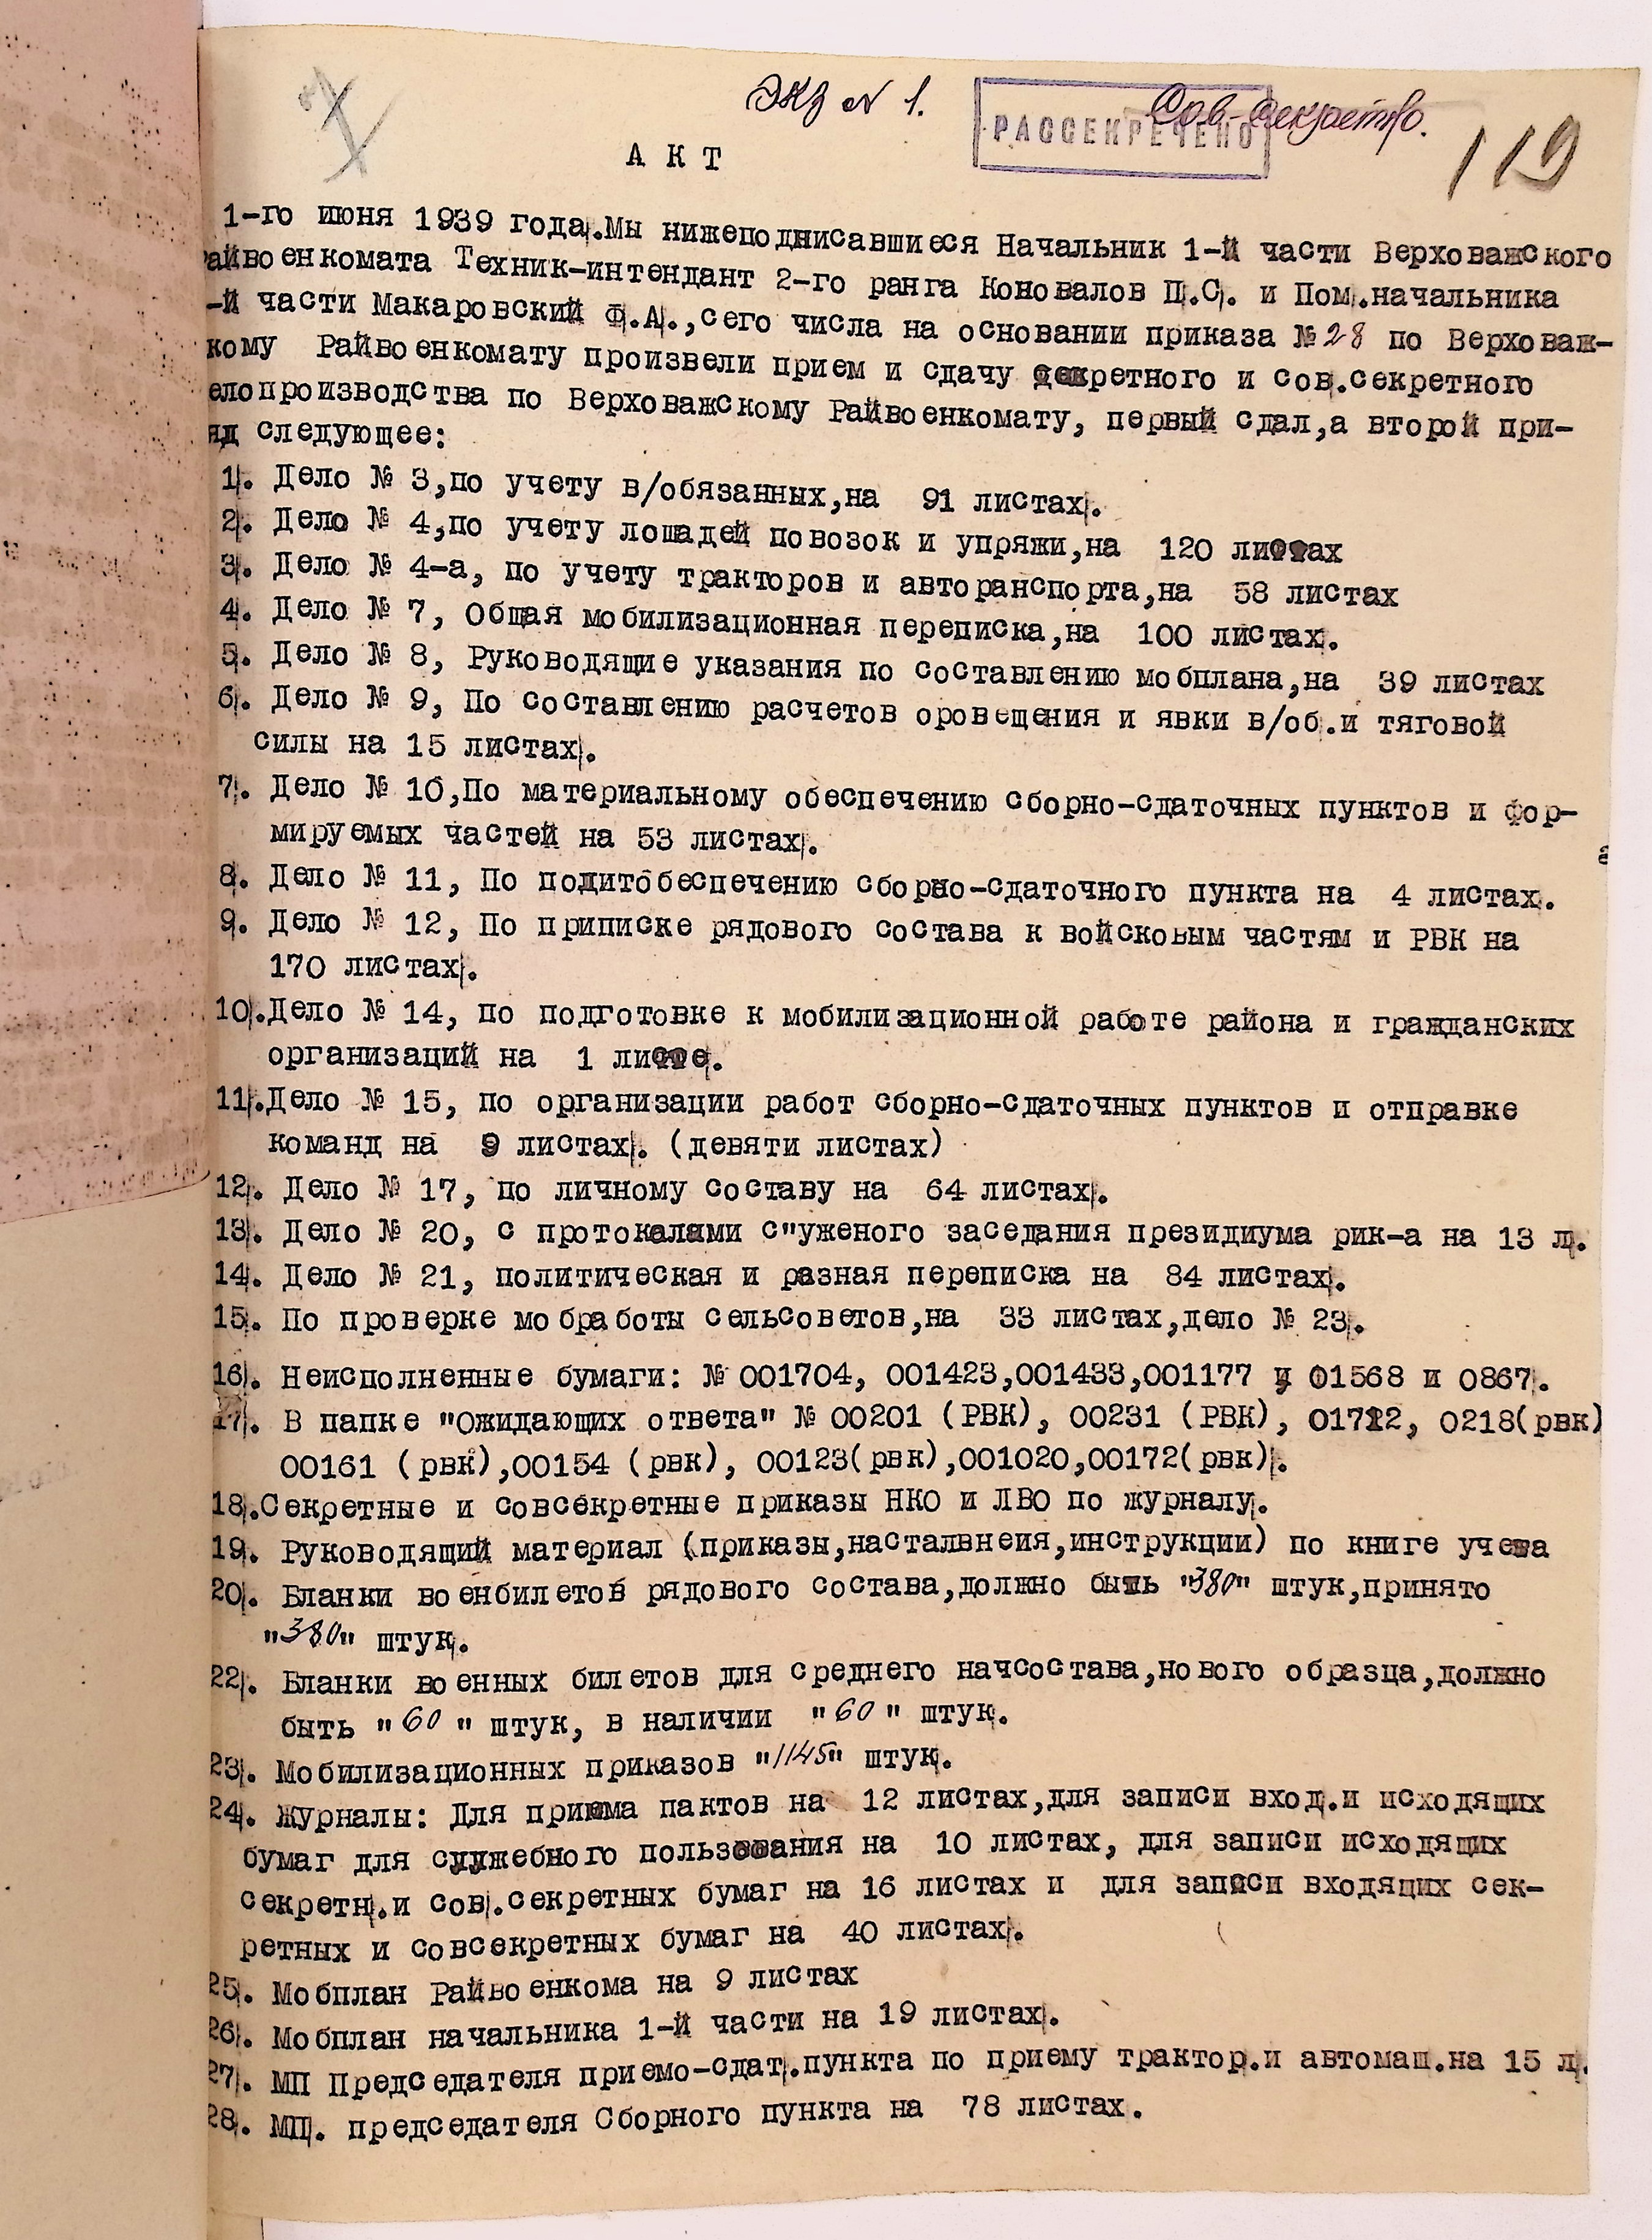 Экз № 1.
Сов-секретно.
РАССЕКРЕЧЕНО
119
А К Т
1-го июня 1939 года.Мы нижеподписавшиеся Начальник 1-й части Верховажского
айвоенкомата Техник-интендант 2-го ранга Коновалов П.С. и Пом.начальника
-й части Макаровский Ф.А.,сего числа на основании приказа №28 по Верховаж-
кому Райвоенкомату произвели прием и сдачу секретного и сов.секретного
елопроизводства по Верховажскому Райвоенкомату, первый сдал,а второй при-
яд следующее:
1. Дело № 3,по учету в/обязанных,на 91 листах.
2. Дело № 4,по учету лошадей повозок и упряжи,на 120 листах
3. Дело № 4-а, по учету тракторов и авторанспорта,на 58 листах
4. Дело № 7, Общая мобилизационная переписка,на 100 листах.
5. Дело № 8, Руководящие указания по составлению мобплана,на 39 листах
6. Дело № 9, По составлению расчетов оровещения и явки в/об.и тяговой
силы на 15 листах.
7. Дело № 10,По материальному обеспечению сборно-сдаточных пунктов и фор-
мируемых частей на 53 листах.
8. Дело № 11, По подитобеспечению сборно-сдаточного пункта на 4 листах.
9. Дело № 12, По приписке рядового состава к войсковым частям и РВК на
170 листах.
10.Дело № 14, по подготовке к мобилизационной работе района и гражданских
организаций на 1 листе.
11.Дело № 15, по организации работ сборно-сдаточных пунктов и отправке
команд на 9 листах. (девяти листах)
12. Дело № 17, по личному составу на 64 листах.
13. Дело № 20, с протоколами с"уженого заседания президиума рик-а на 13 л.
14. Дело № 21, политическая и разная переписка на 84 листах.
15. По проверке мобработы сельсоветов,на 33 листах,дело № 23.
16. Неисполненные бумаги: № 001704, 001423,001433,001177 и 01568 и 0867.
17. В папке "Ожидающих ответа" № 00201 (РВК), 00231 (РВК), 01712, 0218(рвк)
00161 (рвк),00154 (рвк), 00123(рвк),001020,00172(рвк).
18.Секретные и совсекретные приказы НКО и ЛВО по журналу.
19. Руководящий материал (приказы,насталвнеия,инструкции) по книге учета
20. Бланки военбилетов рядового состава,должно быть "380" штук,принято
"380" штук.
22. Бланки военных билетов для среднего начсостава,нового образца,должно
быть "60" штук, в наличии "60" штук.
23. Мобилизационных приказов "1145" штук.
24. Журналы: Для приема пактов на 12 листах,для записи вход.и исходящих
бумаг для служебного пользования на 10 листах, для записи исходящих
секретн.и сов.секретных бумаг на 16 листах и для записи входящих сек-
ретных и совсекретных бумаг на 40 листах.
25. Мобплан Райвоенкома на 9 листах
26. Мобплан начальника 1-й части на 19 листах.
27. МП Председателя приемо-сдат.пункта по приему трактор.и автомаш.на 15 л.
28. МП. председателя Сборного пункта на 78 листах.